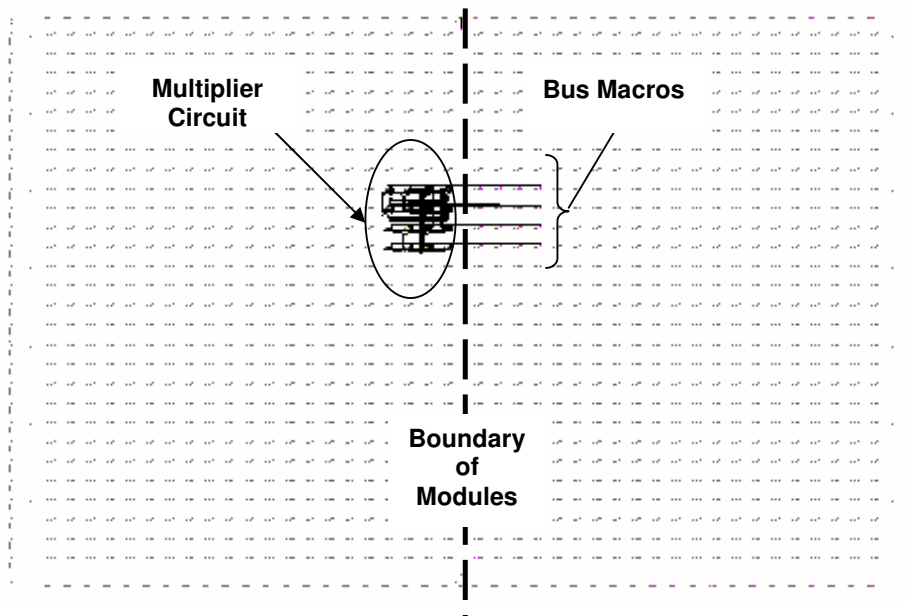 Multiplier
Circuit
Bus Macros
Boundary
of
Modules